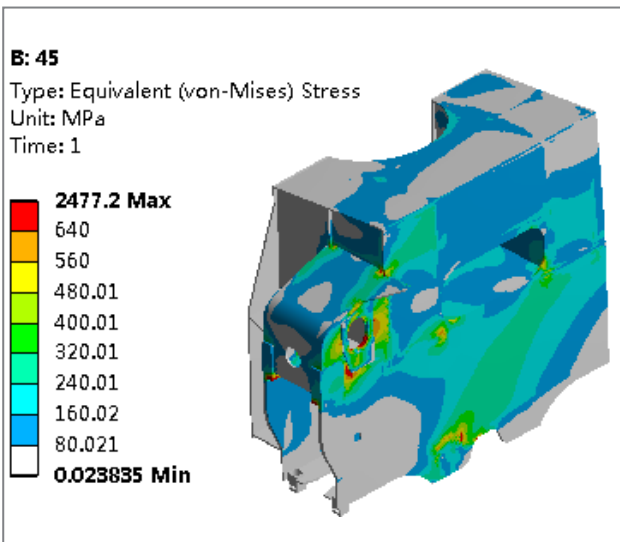 B: 45
Type: Equivalent (von-Mises) Stress
Unit: MPa
Time: 1
2477.2 Max
640
560
480.01
400.01
320.01
240.01
160.02
80.021
0.023835 Min